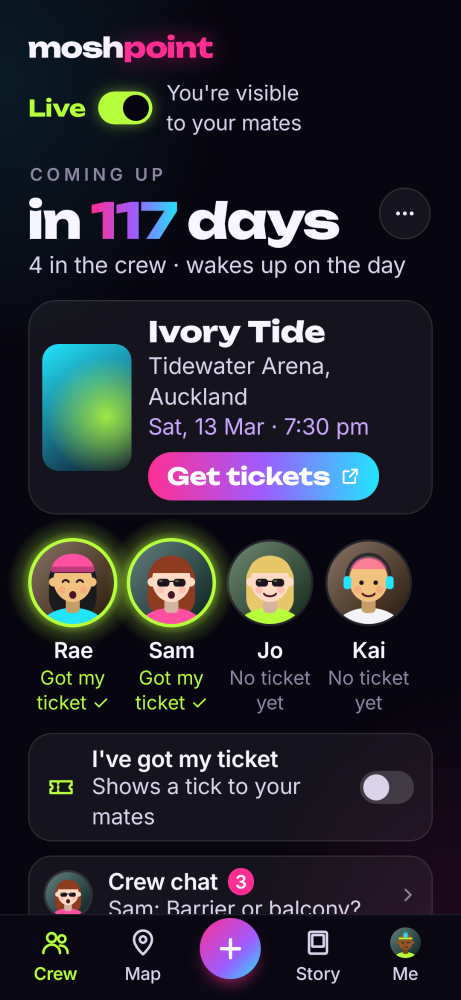 moshpoint
Live
You're visible
to your mates
COMING UP
in 117 days
4 in the crew · wakes up on the day
Ivory Tide
Tidewater Arena,
Auckland
Sat, 13 Mar · 7:30 pm
Get tickets
Rae
Got my
ticket ✓
Sam
Got my
ticket ✓
Jo
No ticket
yet
Kai
No ticket
yet
I've got my ticket
Shows a tick to your
mates
Crew chat 3
Sam: Barrier or balcony?
Crew
Map
Story
Me